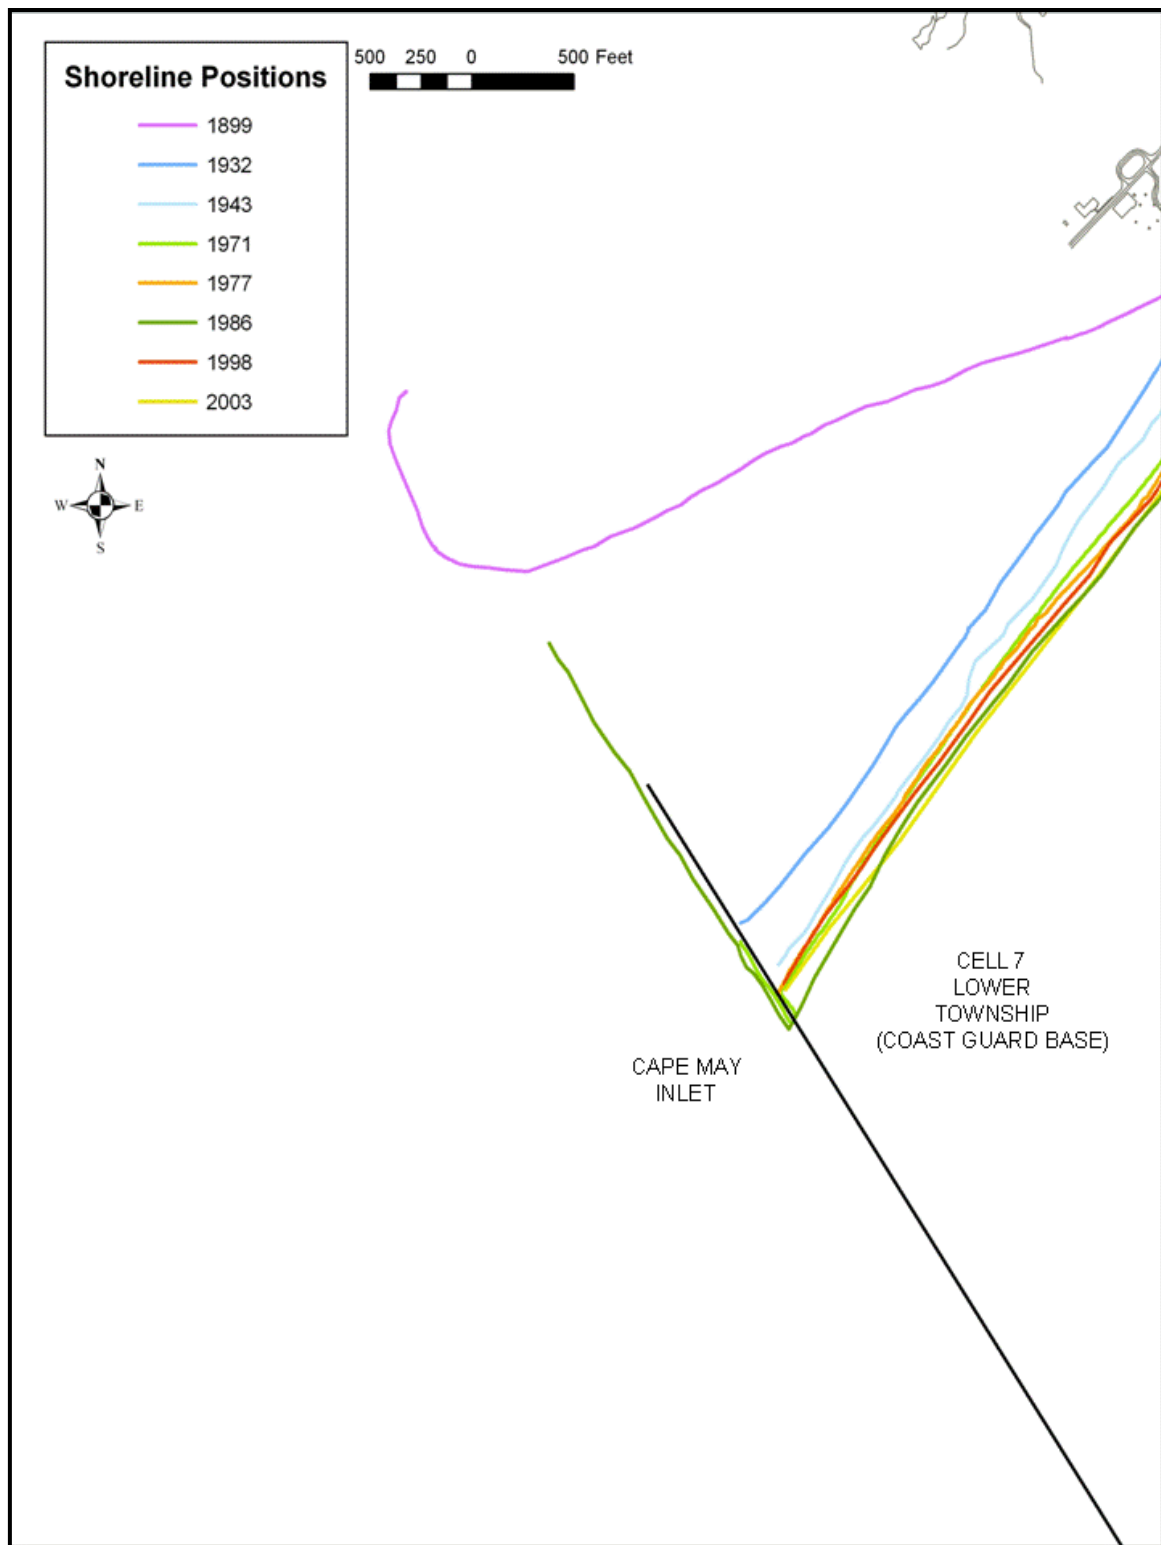 500 250 0 500 Feet
Shoreline Positions
1899
1932
1943
1971
1977
1986
1998
2003
N
W E
S
CELL 7
LOWER
TOWNSHIP
(COAST GUARD BASE)
CAPE MAY
INLET